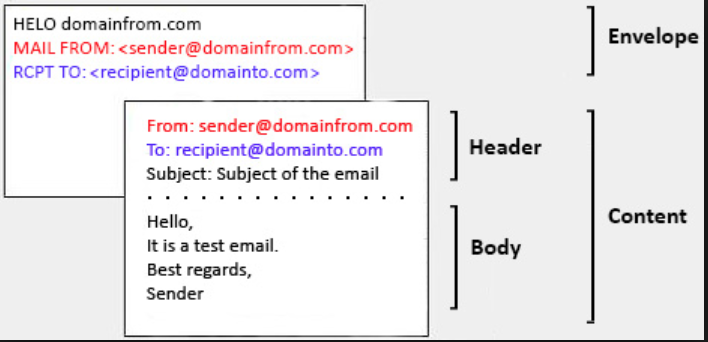 HELO domainfrom.com
MAIL FROM: <sender@domainfrom.com>
RCPT TO: <recipient@domainto.com>
Envelope
From: sender@domainfrom.com
To: recipient@domainto.com
Subject: Subject of the email
Header
. . . . . . . . . . . . . . .
Hello,
It is a test email.
Best regards,
Sender
Body
Content